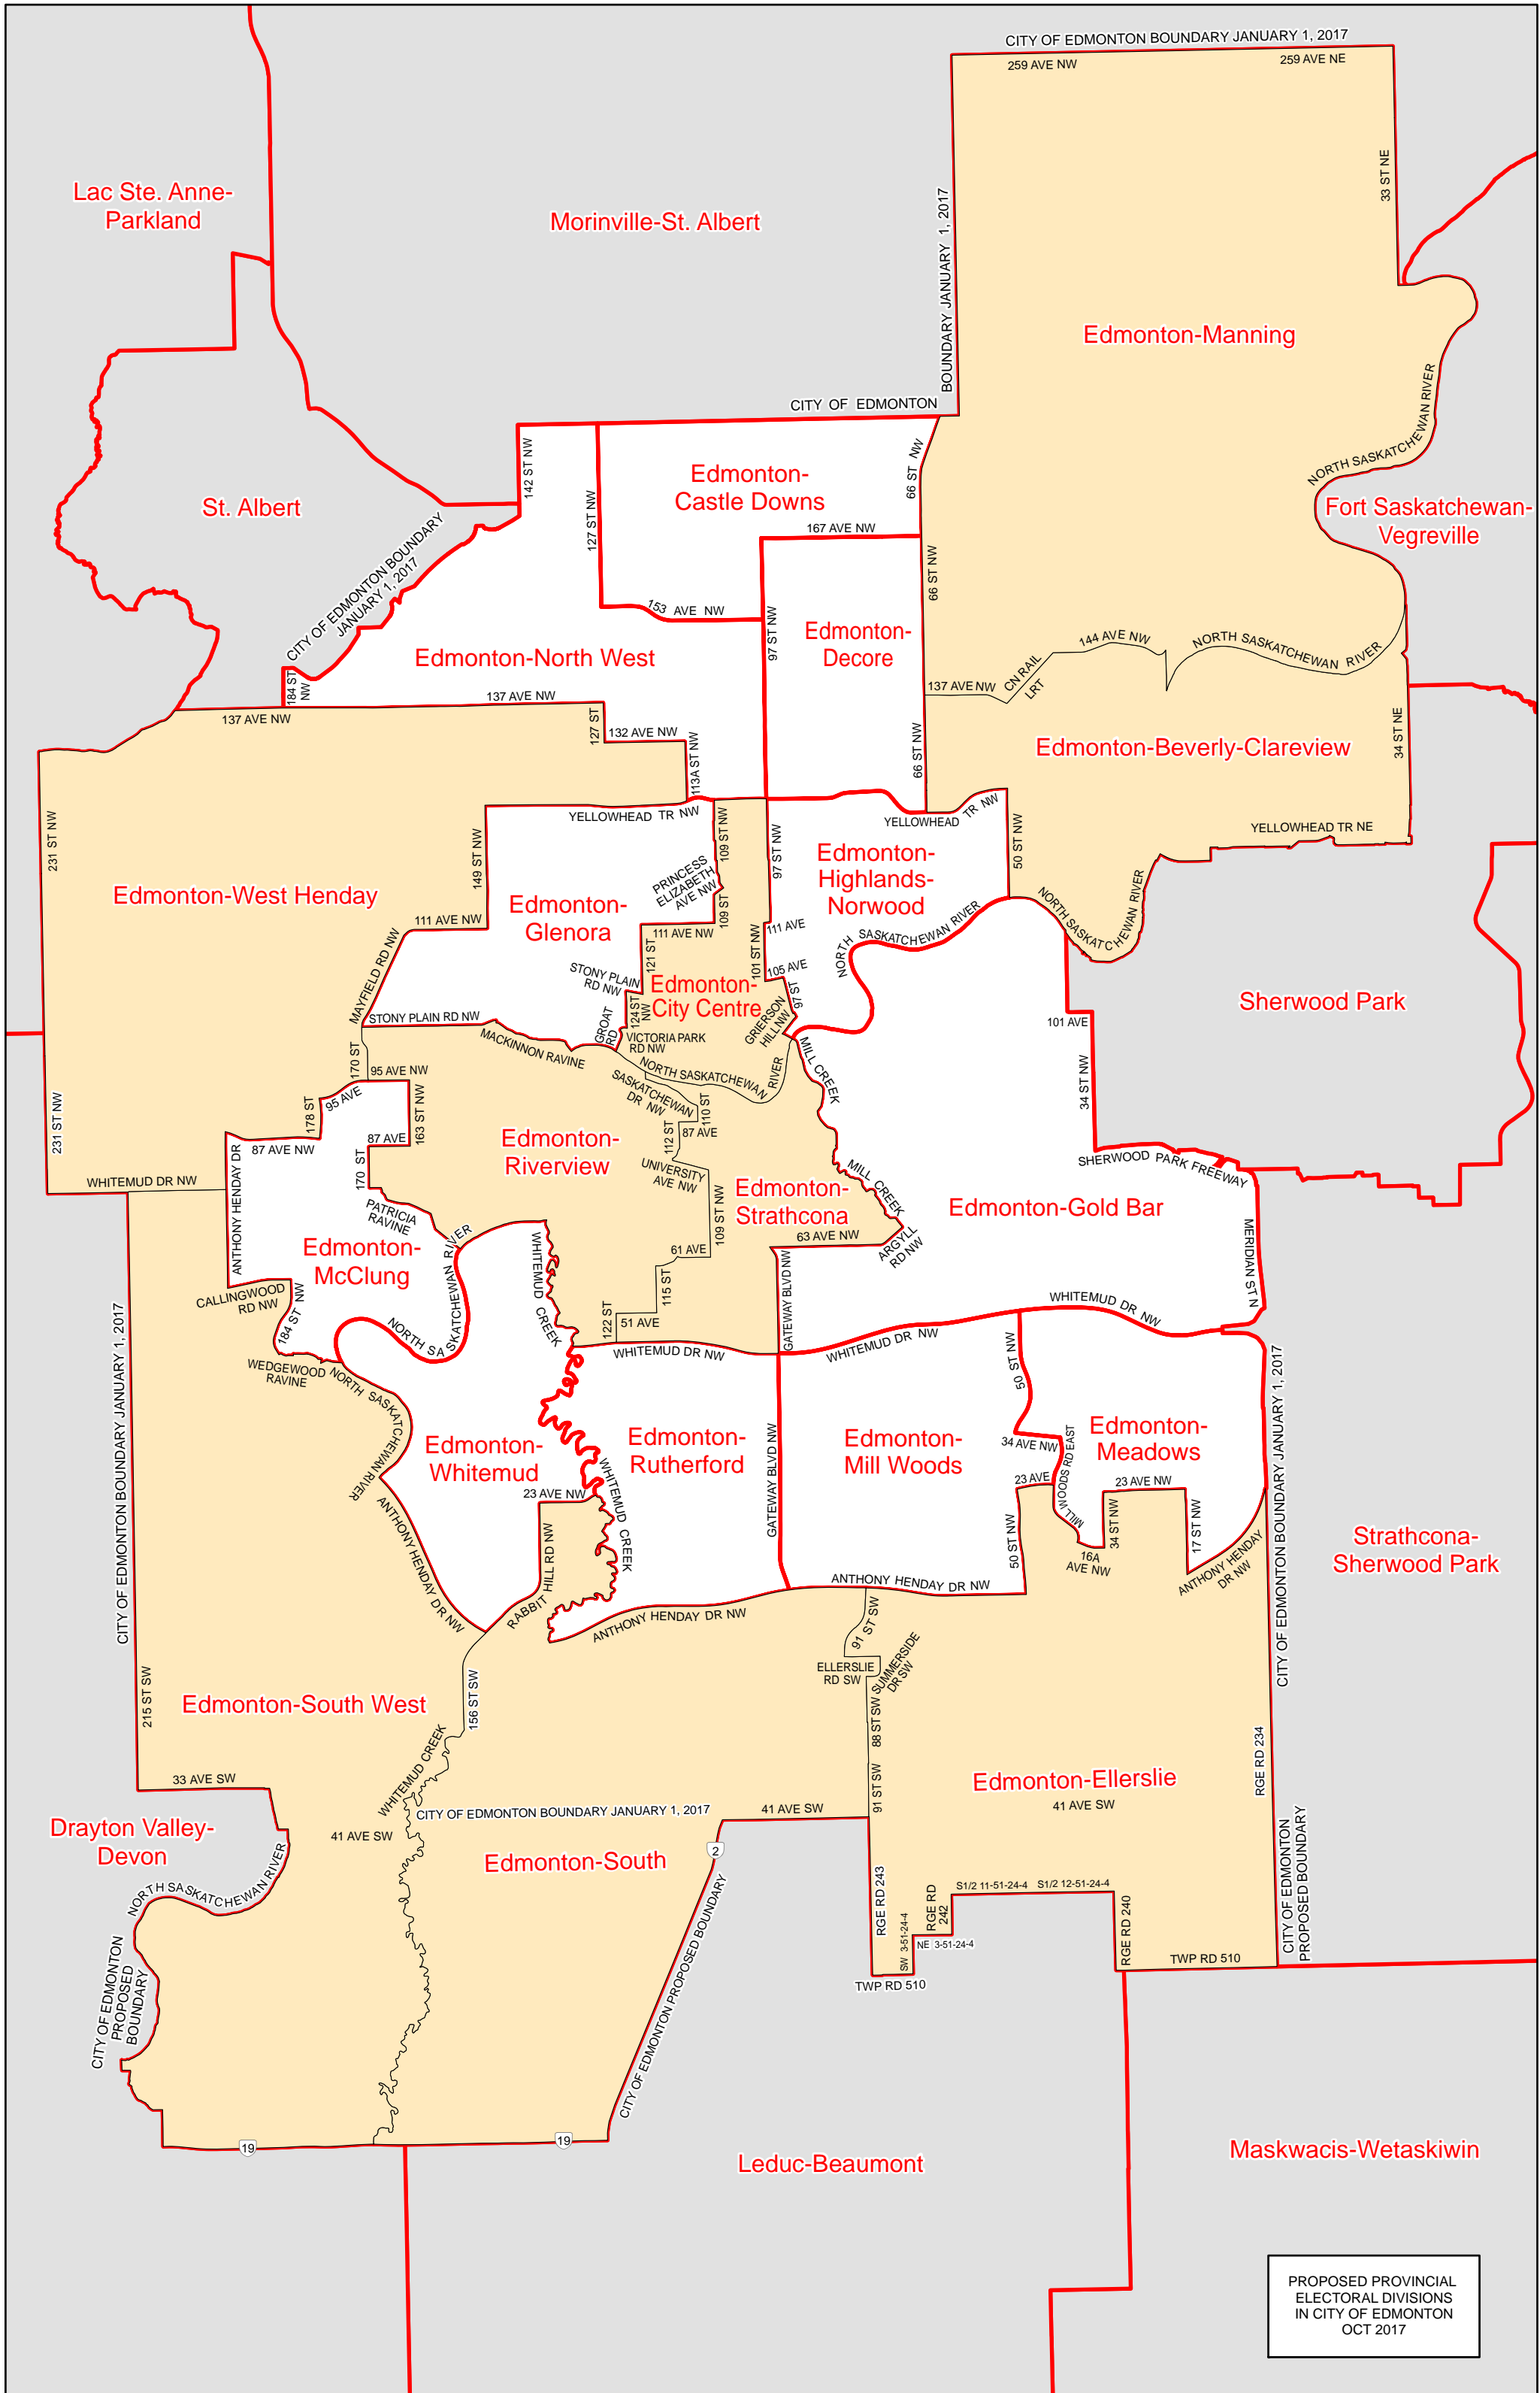 CITY OF EDMONTON BOUNDARY JANUARY 1, 2017
259 AVE NW
259 AVE NE
33 ST NE
Lac Ste. Anne-
Parkland
Morinville-St. Albert
BOUNDARY JANUARY 1, 2017
Edmonton-Manning
NORTH SASKATCHEWAN RIVER
CITY OF EDMONTON
142 ST NW
127 ST NW
Edmonton-
Castle Downs
66 ST NW
167 AVE NW
St. Albert
Fort Saskatchewan-
Vegreville
CITY OF EDMONTON BOUNDARY
JANUARY 1, 2017
66 ST NW
153 AVE NW
97 ST NW
Edmonton-
Decore
144 AVE NW
NORTH SASKATCHEWAN RIVER
Edmonton-North West
184 ST
NW
137 AVE NW
137 AVE NW
137 AVE NW
CN RAIL
LRT
127 ST
132 AVE NW
113A ST NW
66 ST NW
Edmonton-Beverly-Clareview
34 ST NE
231 ST NW
YELLOWHEAD TR NW
YELLOWHEAD TR NW
YELLOWHEAD TR NE
149 ST NW
109 ST NW
97 ST NW
50 ST NW
PRINCESS
ELIZABETH
AVE NW
Edmonton-
Highlands-
Norwood
Edmonton-West Henday
Edmonton-
Glenora
109 ST
111 AVE NW
111 AVE NW
111 AVE
NORTH SASKATCHEWAN RIVER
NORTH SASKATCHEWAN RIVER
MAYFIELD RD NW
121 ST
101 ST NW
STONY PLAIN
RD NW
105 AVE
Edmonton-
City Centre
97 ST
Sherwood Park
124 ST
NW
GROAT
RD
GRIERSON
HILL NW
STONY PLAIN RD NW
VICTORIA PARK
RD NW
101 AVE
MACKINNON RAVINE
NORTH SASKATCHEWAN RIVER
MILL CREEK
170 ST
95 AVE NW
SASKATCHEWAN
DR NW
34 ST NW
178 ST
95 AVE
163 ST NW
110 ST
231 ST NW
87 AVE NW
87 AVE
Edmonton-
Riverview
112 ST
87 AVE
SHERWOOD PARK FREEWAY
WHITEMUD DR NW
ANTHONY HENDAY DR
170 ST
UNIVERSITY
AVE NW
MILL CREEK
Edmonton-
Strathcona
Edmonton-Gold Bar
PATRICIA
RAVINE
109 ST NW
Edmonton-
McClung
NORTH SASKATCHEWAN RIVER
WHITEMUD CREEK
61 AVE
63 AVE NW
ARGYLL
RD NW
MERIDIAN ST N
CALLINGWOOD
RD NW
184 ST NW
115 ST
GATEWAY BLVD NW
WHITEMUD DR NW
122 ST
51 AVE
WHITEMUD DR NW
WHITEMUD DR NW
WEDGEWOOD
RAVINE
NORTH SASKATCHEWAN RIVER
CITY OF EDMONTON BOUNDARY JANUARY 1, 2017
CITY OF EDMONTON BOUNDARY JANUARY 1, 2017
50 ST NW
Edmonton-
Whitemud
Edmonton-
Rutherford
Edmonton-
Mill Woods
34 AVE NW
Edmonton-
Meadows
MILL WOODS RD EAST
23 AVE NW
23 AVE
23 AVE NW
WHITEMUD CREEK
GATEWAY BLVD NW
34 ST NW
17 ST NW
ANTHONY HENDAY DR NW
RABBIT HILL RD NW
50 ST NW
16A
AVE NW
ANTHONY HENDAY
DR NW
Strathcona-
Sherwood Park
ANTHONY HENDAY DR NW
ANTHONY HENDAY DR NW
91 ST SW
ELLERSLIE
RD SW
SUMMERSIDE
DR SW
215 ST SW
Edmonton-South West
156 ST SW
88 ST SW
RGE RD 234
33 AVE SW
WHITEMUD CREEK
91 ST SW
Edmonton-Ellerslie
41 AVE SW
CITY OF EDMONTON BOUNDARY JANUARY 1, 2017
41 AVE SW
Drayton Valley-
Devon
41 AVE SW
2
Edmonton-South
NORTH SASKATCHEWAN RIVER
RGE RD 243
RGE RD
242
S1/2 11-51-24-4
S1/2 12-51-24-4
RGE RD 240
CITY OF EDMONTON
PROPOSED BOUNDARY
SW 3-51-24-4
NE 3-51-24-4
TWP RD 510
TWP RD 510
CITY OF EDMONTON
PROPOSED
BOUNDARY
CITY OF EDMONTON PROPOSED BOUNDARY
19
19
Leduc-Beaumont
Maskwacis-Wetaskiwin
PROPOSED PROVINCIAL
ELECTORAL DIVISIONS
IN CITY OF EDMONTON
OCT 2017